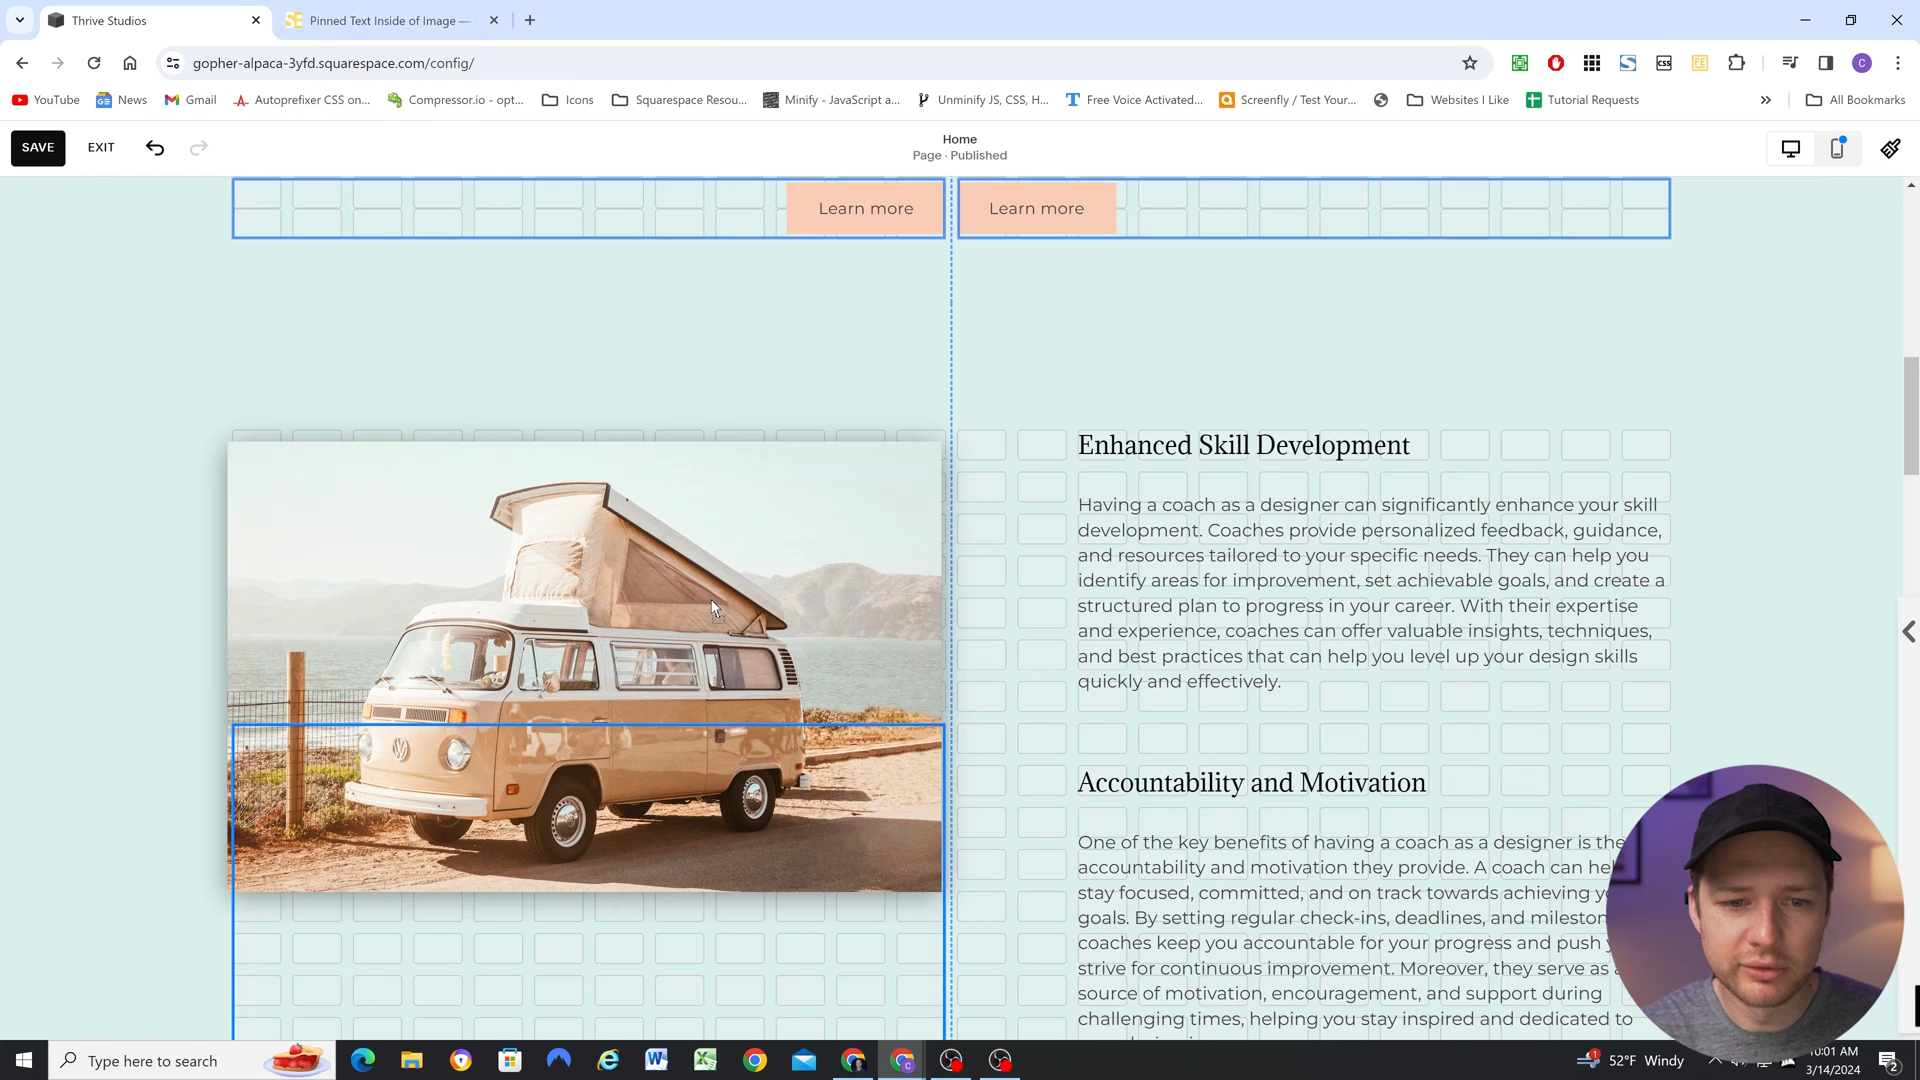 Thrive Studios
Pinned Text Inside of Image —
gopher-alpaca-3yfd.squarespace.com/config/
YouTube
News
Gmail
Autoprefixer CSS on...
Compressor.io - opt...
Icons
Squarespace Resou...
Minify - JavaScript a...
Unminify JS, CSS, H...
Free Voice Activated...
Screenfly / Test Your...
Websites I Like
Tutorial Requests
All Bookmarks
SAVE
EXIT
Home
Page · Published
Learn more
Learn more
Enhanced Skill Development
Having a coach as a designer can significantly enhance your skill
development. Coaches provide personalized feedback, guidance,
and resources tailored to your specific needs. They can help you
identify areas for improvement, set achievable goals, and create a
structured plan to progress in your career. With their expertise
and experience, coaches can offer valuable insights, techniques,
and best practices that can help you level up your design skills
quickly and effectively.
Accountability and Motivation
One of the key benefits of having a coach as a designer is the
accountability and motivation they provide. A coach can
stay focused, committed, and on track towards achieving
goals. By setting regular check-ins, deadlines, and
coaches keep you accountable for your progress and push
strive for continuous improvement. Moreover, they serve as
source of motivation, encouragement, and support during
challenging times, helping you stay inspired and dedicated to
Type here to search
52°F Windy
10:01 AM
3/14/2024